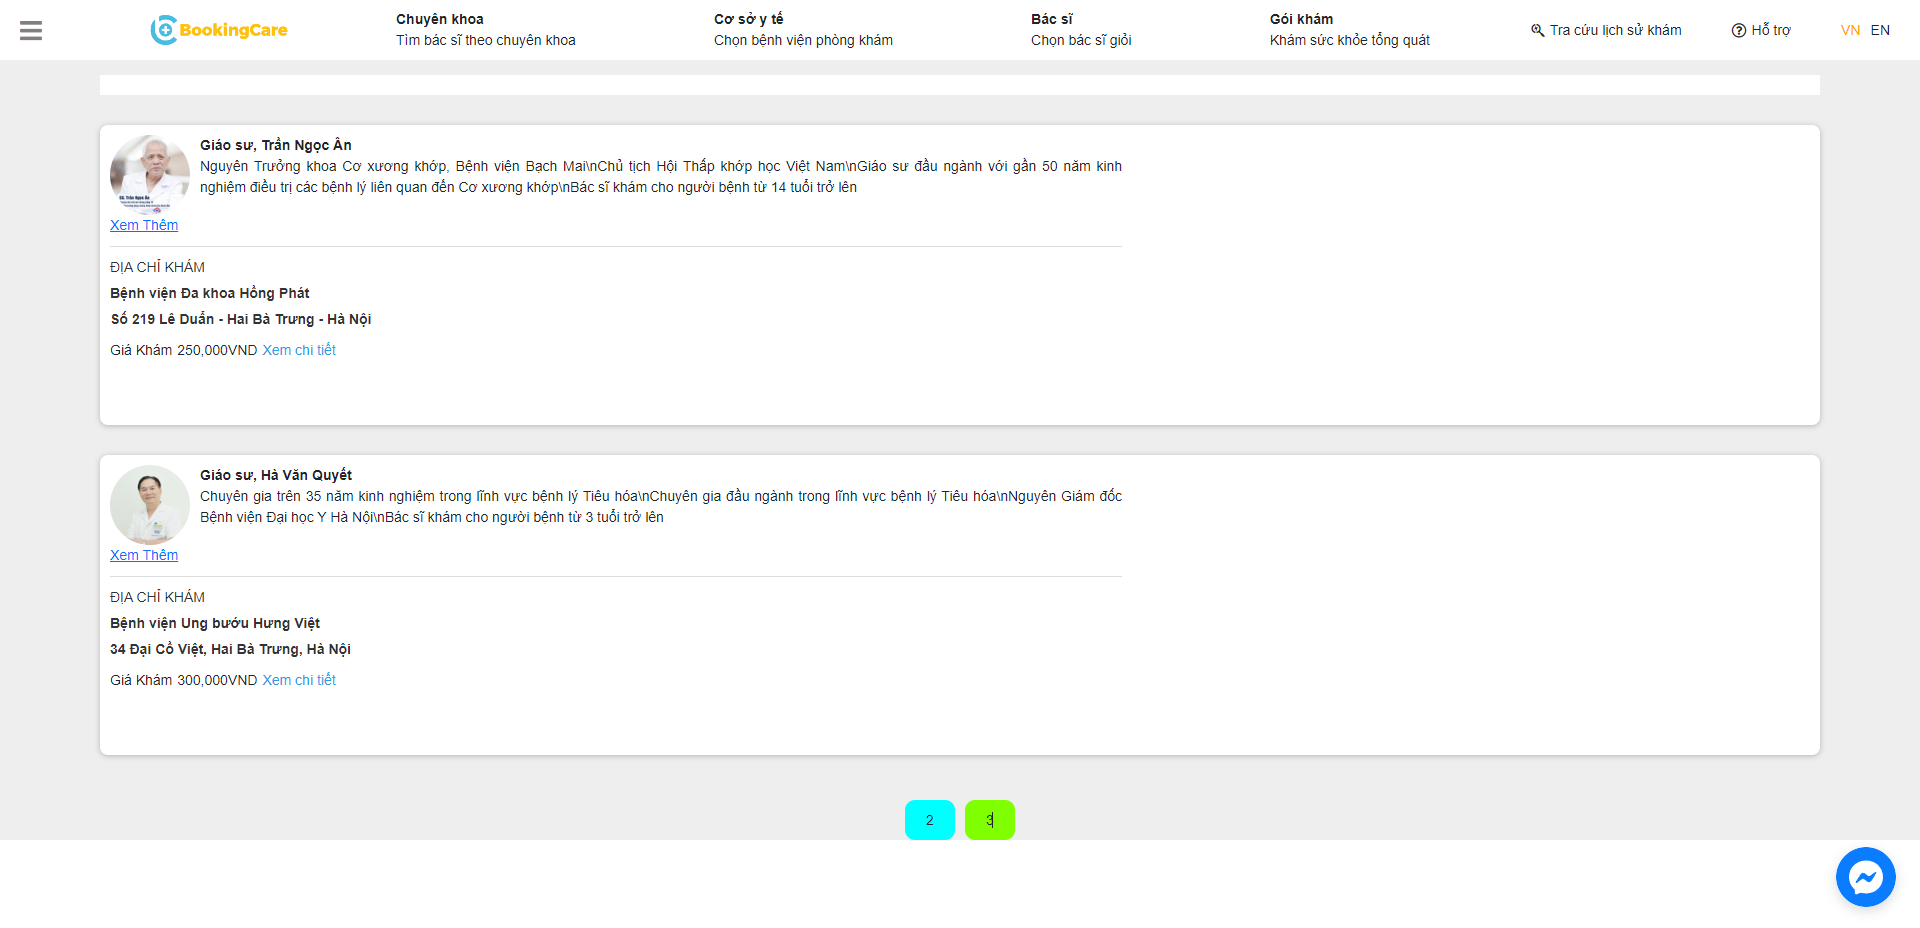 BookingCare
Chuyên khoa
Tìm bác sĩ theo chuyên khoa
Cơ sở y tế
Chọn bệnh viện phòng khám
Bác sĩ
Chọn bác sĩ giỏi
Gói khám
Khám sức khỏe tổng quát
Tra cứu lịch sử khám
Hỗ trợ
VN EN
Giáo sư, Trần Ngọc Ân
Nguyên Trưởng khoa Cơ xương khớp, Bệnh viện Bạch Mai\nChủ tịch Hội Thấp khớp học Việt Nam\nGiáo sư đầu ngành với gần 50 năm kinh
nghiệm điều trị các bệnh lý liên quan đến Cơ xương khớp\nBác sĩ khám cho người bệnh từ 14 tuổi trở lên
Xem Thêm
ĐỊA CHỈ KHÁM
Bệnh viện Đa khoa Hồng Phát
Số 219 Lê Duẩn - Hai Bà Trưng - Hà Nội
Giá Khám 250,000VND Xem chi tiết
Giáo sư, Hà Văn Quyết
Chuyên gia trên 35 năm kinh nghiệm trong lĩnh vực bệnh lý Tiêu hóa\nChuyên gia đầu ngành trong lĩnh vực bệnh lý Tiêu hóa\nNguyên Giám đốc
Bệnh viện Đại học Y Hà Nội\nBác sĩ khám cho người bệnh từ 3 tuổi trở lên
Xem Thêm
ĐỊA CHỈ KHÁM
Bệnh viện Ung bướu Hưng Việt
34 Đại Cồ Việt, Hai Bà Trưng, Hà Nội
Giá Khám 300,000VND Xem chi tiết
2 3